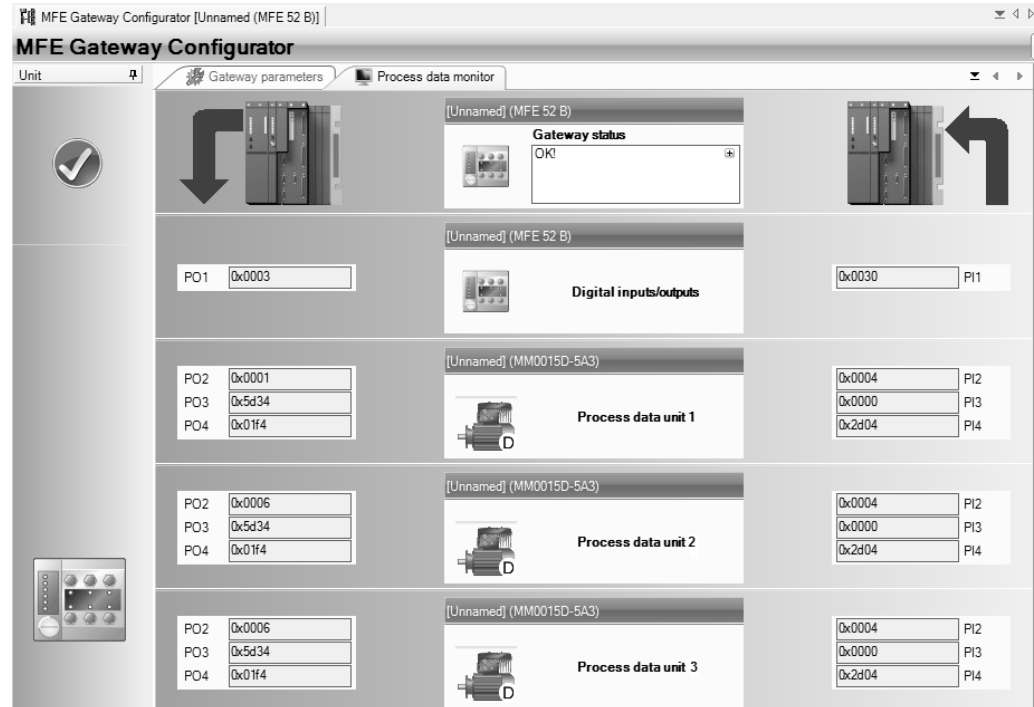 MFE Gateway Configurator [Unnamed (MFE 52 B)]
MFE Gateway Configurator
Unit
Gateway parameters
Process data monitor
[Unnamed] (MFE 52 B)
Gateway status
OK!
[Unnamed] (MFE 52 B)
PO1 0x0003
Digital inputs/outputs
0x0030 PI1
[Unnamed] (MM0015D-5A3)
PO2 0x0001
PO3 0x5d34
PO4 0x01f4
Process data unit 1
0x0004 PI2
0x0000 PI3
0x2d04 PI4
[Unnamed] (MM0015D-5A3)
PO2 0x0006
PO3 0x5d34
PO4 0x01f4
Process data unit 2
0x0004 PI2
0x0000 PI3
0x2d04 PI4
[Unnamed] (MM0015D-5A3)
PO2 0x0006
PO3 0x5d34
PO4 0x01f4
Process data unit 3
0x0004 PI2
0x0000 PI3
0x2d04 PI4
D
D
D